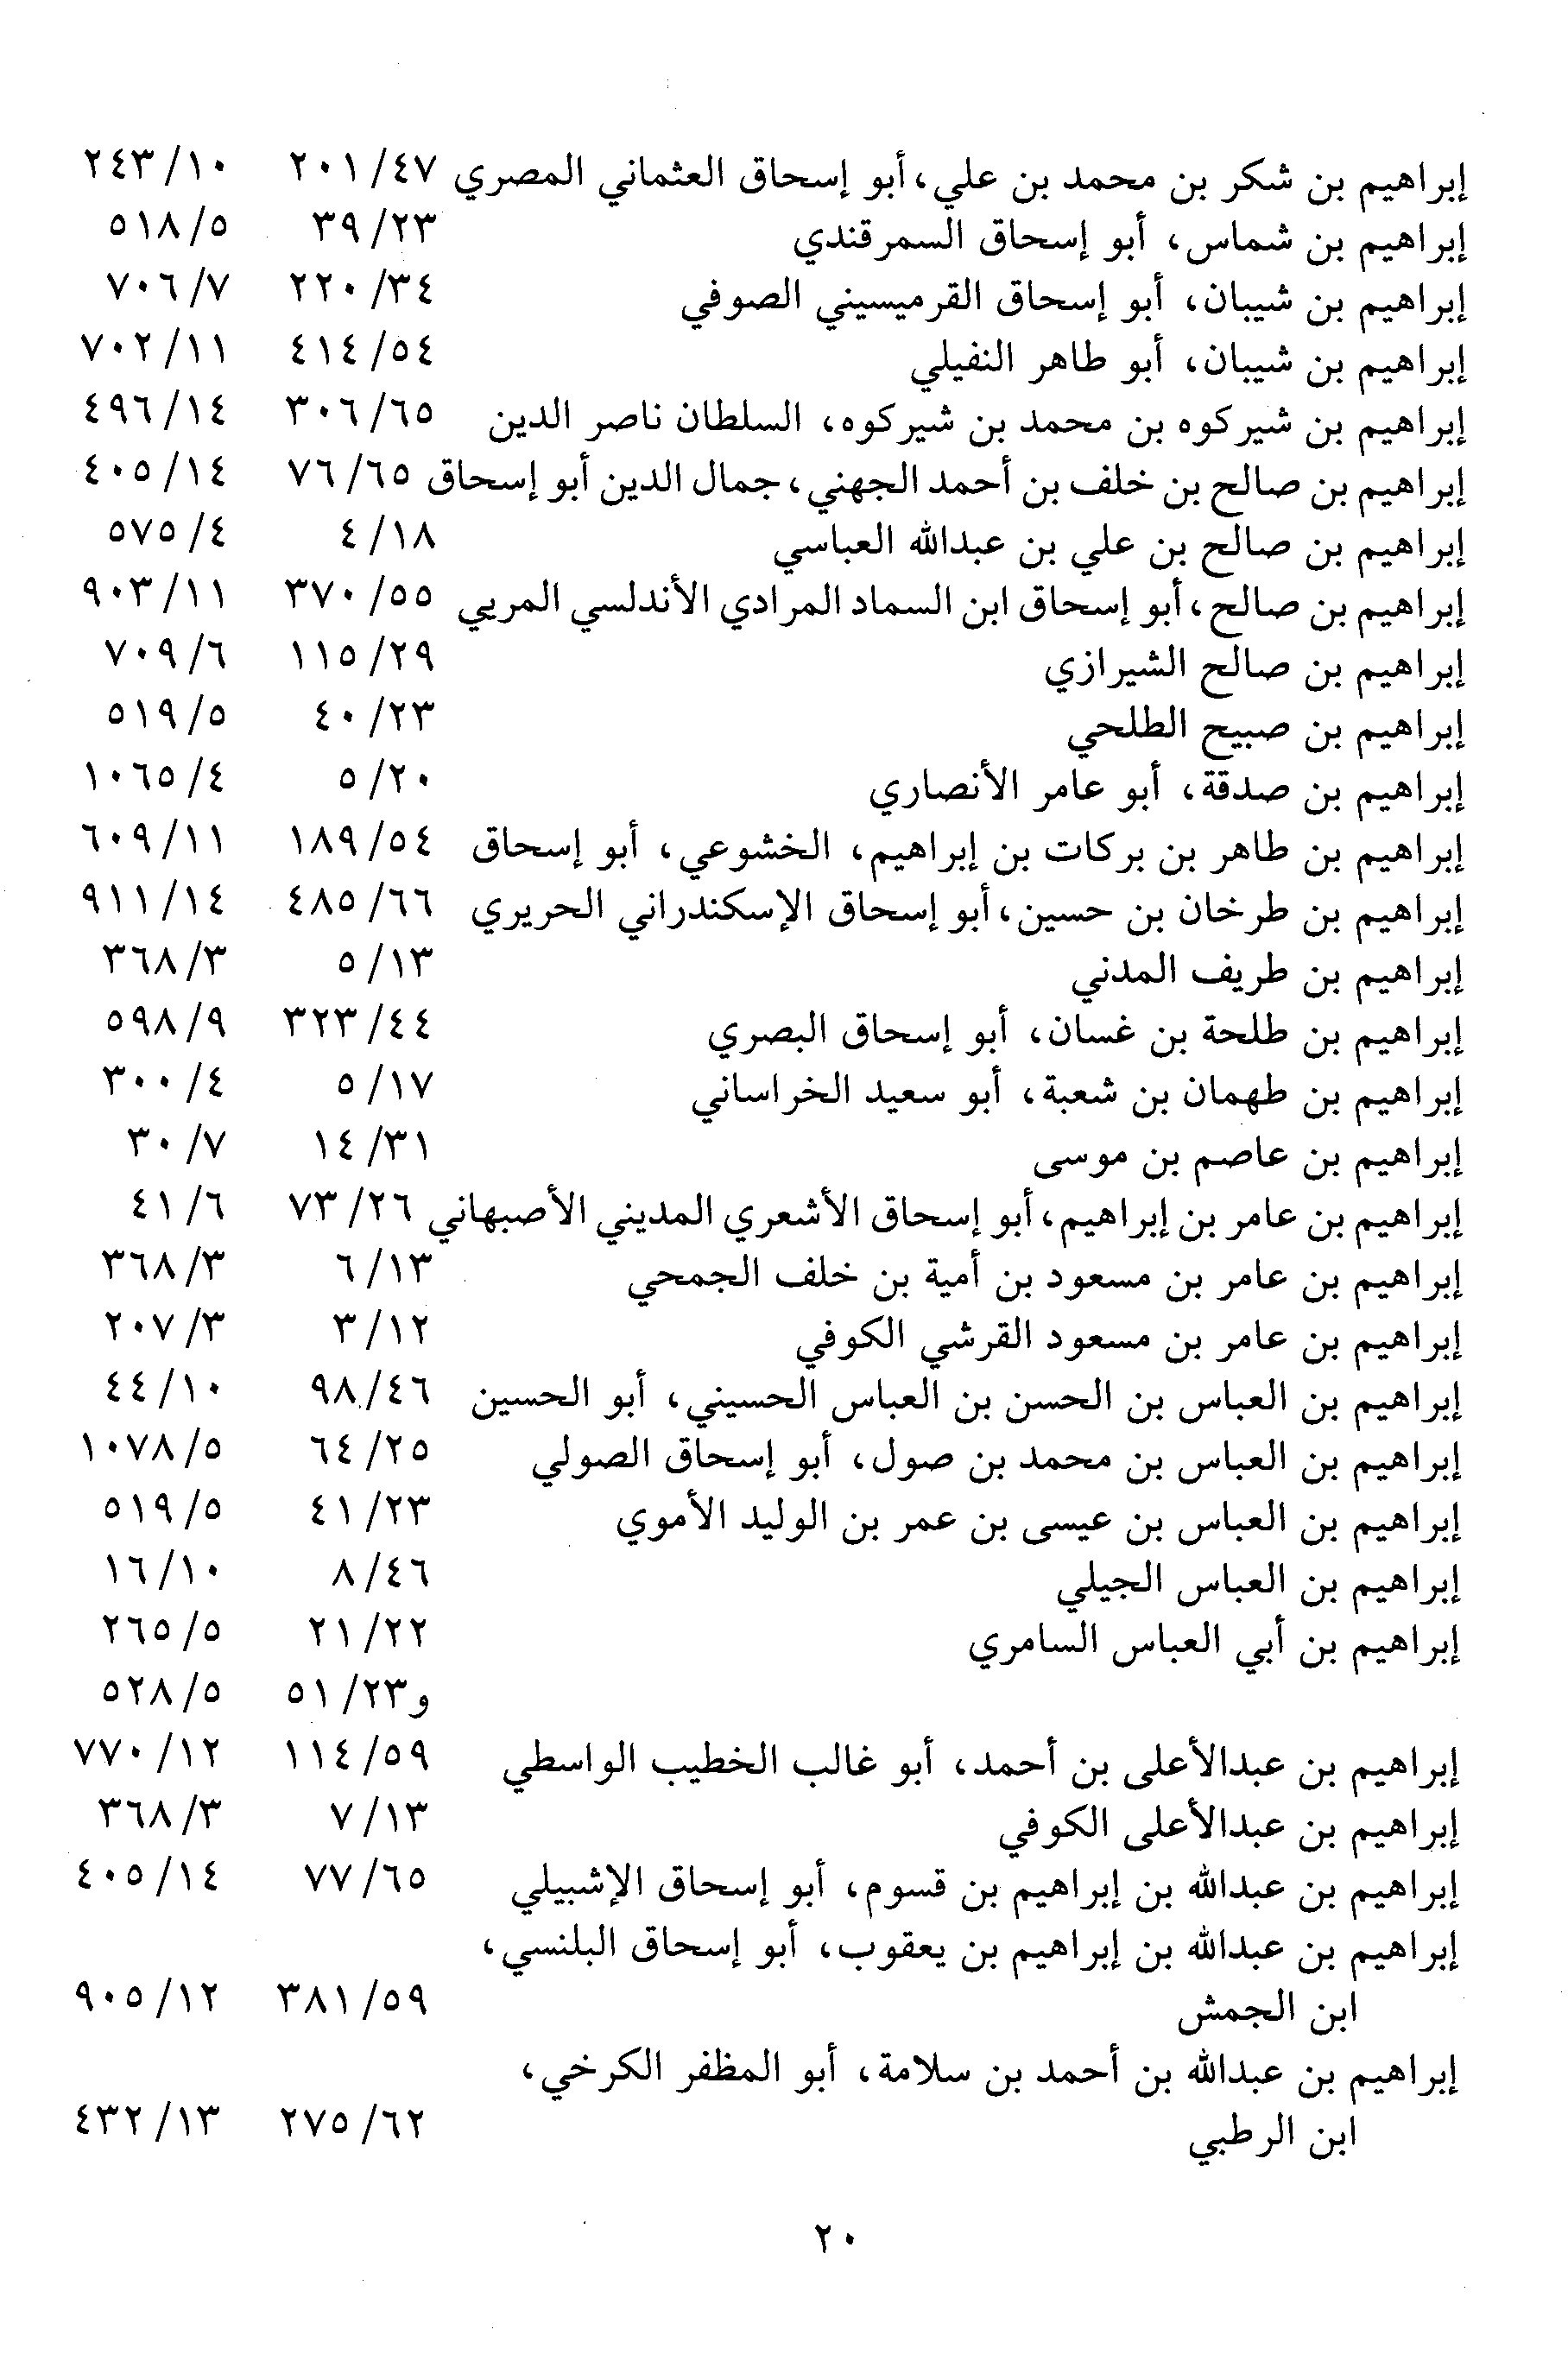 إبراهيم بن شكر بن محمد بن علي، أبو إسحاق العثماني المصري ٤٧/ ٢٠١ ١٠/ ٢٤٣
إبراهيم بن شماس، أبو إسحاق السمرقندي ٢٣/ ٣٩ ٥/ ٥١٨
إبراهيم بن شيبان، أبو إسحاق القرميسيني الصوفي ٣٤/ ٢٢٠ ٧/ ٧٠٦
إبراهيم بن شيبان، أبو طاهر النفيلي ٥٤/ ٤١٤ ١١/ ٧٠٢
إبراهيم بن شيركوه بن محمد بن شيركوه، السلطان ناصر الدين ٦٥/ ٣٠٦ ١٤/ ٤٩٦
إبراهيم بن صالح بن خلف بن أحمد الجهني، جمال الدين أبو إسحاق ٦٥/ ٧٦ ١٤/ ٤٠٥
إبراهيم بن صالح بن علي بن عبدالله العباسي ١٨/ ٤ ٤/ ٥٧٥
إبراهيم بن صالح، أبو إسحاق ابن السماد المرادي الأندلسي المريي ٥٥/ ٣٧٠ ١١/ ٩٠٣
إبراهيم بن صالح الشيرازي ٢٩/ ١١٥ ٦/ ٧٠٩
إبراهيم بن صبيح الطلحي ٢٣/ ٤٠ ٥/ ٥١٩
إبراهيم بن صدقة، أبو عامر الأنصاري ٢٠/ ٥ ٤/ ١٠٦٥
إبراهيم بن طاهر بن بركات بن إبراهيم، الخشوعي، أبو إسحاق ٥٤/ ١٨٩ ١١/ ٦٠٩
إبراهيم بن طرخان بن حسين، أبو إسحاق الإسكندراني الحريري ٦٦/ ٤٨٥ ١٤/ ٩١١
إبراهيم بن طريف المدني ١٣/ ٥ ٣/ ٣٦٨
إبراهيم بن طلحة بن غسان، أبو إسحاق البصري ٤٤/ ٣٢٣ ٩/ ٥٩٨
إبراهيم بن طهمان بن شعبة، أبو سعيد الخراساني ١٧/ ٥ ٤/ ٣٠٠
إبراهيم بن عاصم بن موسى ٣١/ ١٤ ٧/ ٣٠
إبراهيم بن عامر بن إبراهيم، أبو إسحاق الأشعري المديني الأصبهاني ٢٦/ ٧٣ ٦/ ٤١
إبراهيم بن عامر بن مسعود بن أمية بن خلف الجمحي ١٣/ ٦ ٣/ ٣٦٨
إبراهيم بن عامر بن مسعود القرشي الكوفي ١٢/ ٣ ٣/ ٢٠٧
إبراهيم بن العباس بن الحسن بن العباس الحسيني، أبو الحسين ٤٦/ ٩٨ ١٠/ ٤٤
إبراهيم بن العباس بن محمد بن صول، أبو إسحاق الصولي ٢٥/ ٦٤ ٥/ ١٠٧٨
إبراهيم بن العباس بن عيسى بن عمر بن الوليد الأموي ٢٣/ ٤١ ٥/ ٥١٩
إبراهيم بن العباس الجيلي ٤٦/ ٨ ١٠/ ١٦
إبراهيم بن أبي العباس السامري ٢٢/ ٢١ ٥/ ٢٦٥
و٢٣/ ٥١ ٥/ ٥٢٨
إبراهيم بن عبدالأعلى بن أحمد، أبو غالب الخطيب الواسطي ٥٩/ ١١٤ ١٢/ ٧٧٠
إبراهيم بن عبدالأعلى الكوفي ١٣/ ٧ ٣/ ٣٦٨
إبراهيم بن عبدالله بن إبراهيم بن قسوم، أبو إسحاق الإشبيلي ٦٥/ ٧٧ ١٤/ ٤٠٥
إبراهيم بن عبدالله بن إبراهيم بن يعقوب، أبو إسحاق البلنسي،
ابن الجمش ٥٩/ ٣٨١ ١٢/ ٩٠٥
إبراهيم بن عبدالله بن أحمد بن سلامة، أبو المظفر الكرخي،
ابن الرطبي ٦٢/ ٢٧٥ ١٣/ ٤٣٢
٢٠